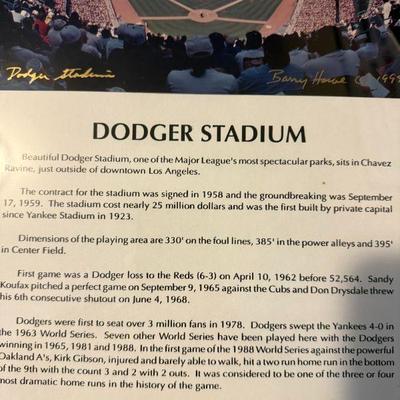 Dodger Stadium Barry Howe © 1993
DODGER STADIUM
Beautiful Dodger Stadium, one of the Major League's most spectacular parks, sits in Chavez
Ravine, just outside of downtown Los Angeles.
The contract for the stadium was signed in 1958 and the groundbreaking was September
17, 1959. The stadium cost nearly 25 million dollars and was the first built by private capital
since Yankee Stadium in 1923.
Dimensions of the playing area are 330' on the foul lines, 385' in the power alleys and 395'
in Center Field.
First game was a Dodger loss to the Reds (6-3) on April 10, 1962 before 52,564. Sandy
Koufax pitched a perfect game on September 9, 1965 against the Cubs and Don Drysdale threw
his 6th consecutive shutout on June 4, 1968.
Dodgers were first to seat over 3 million fans in 1978. Dodgers swept the Yankees 4-0 in
the 1963 World Series. Seven other World Series have been played here with the Dodgers
winning in 1965, 1981 and 1988. In the first game of the 1988 World Series against the powerful
Oakland A's, Kirk Gibson, injured and barely able to walk, hit a two run home run in the bottom
of the 9th with the count 3 and 2 with 2 outs. It was considered to be one of the three or four
most dramatic home runs in the history of the game.